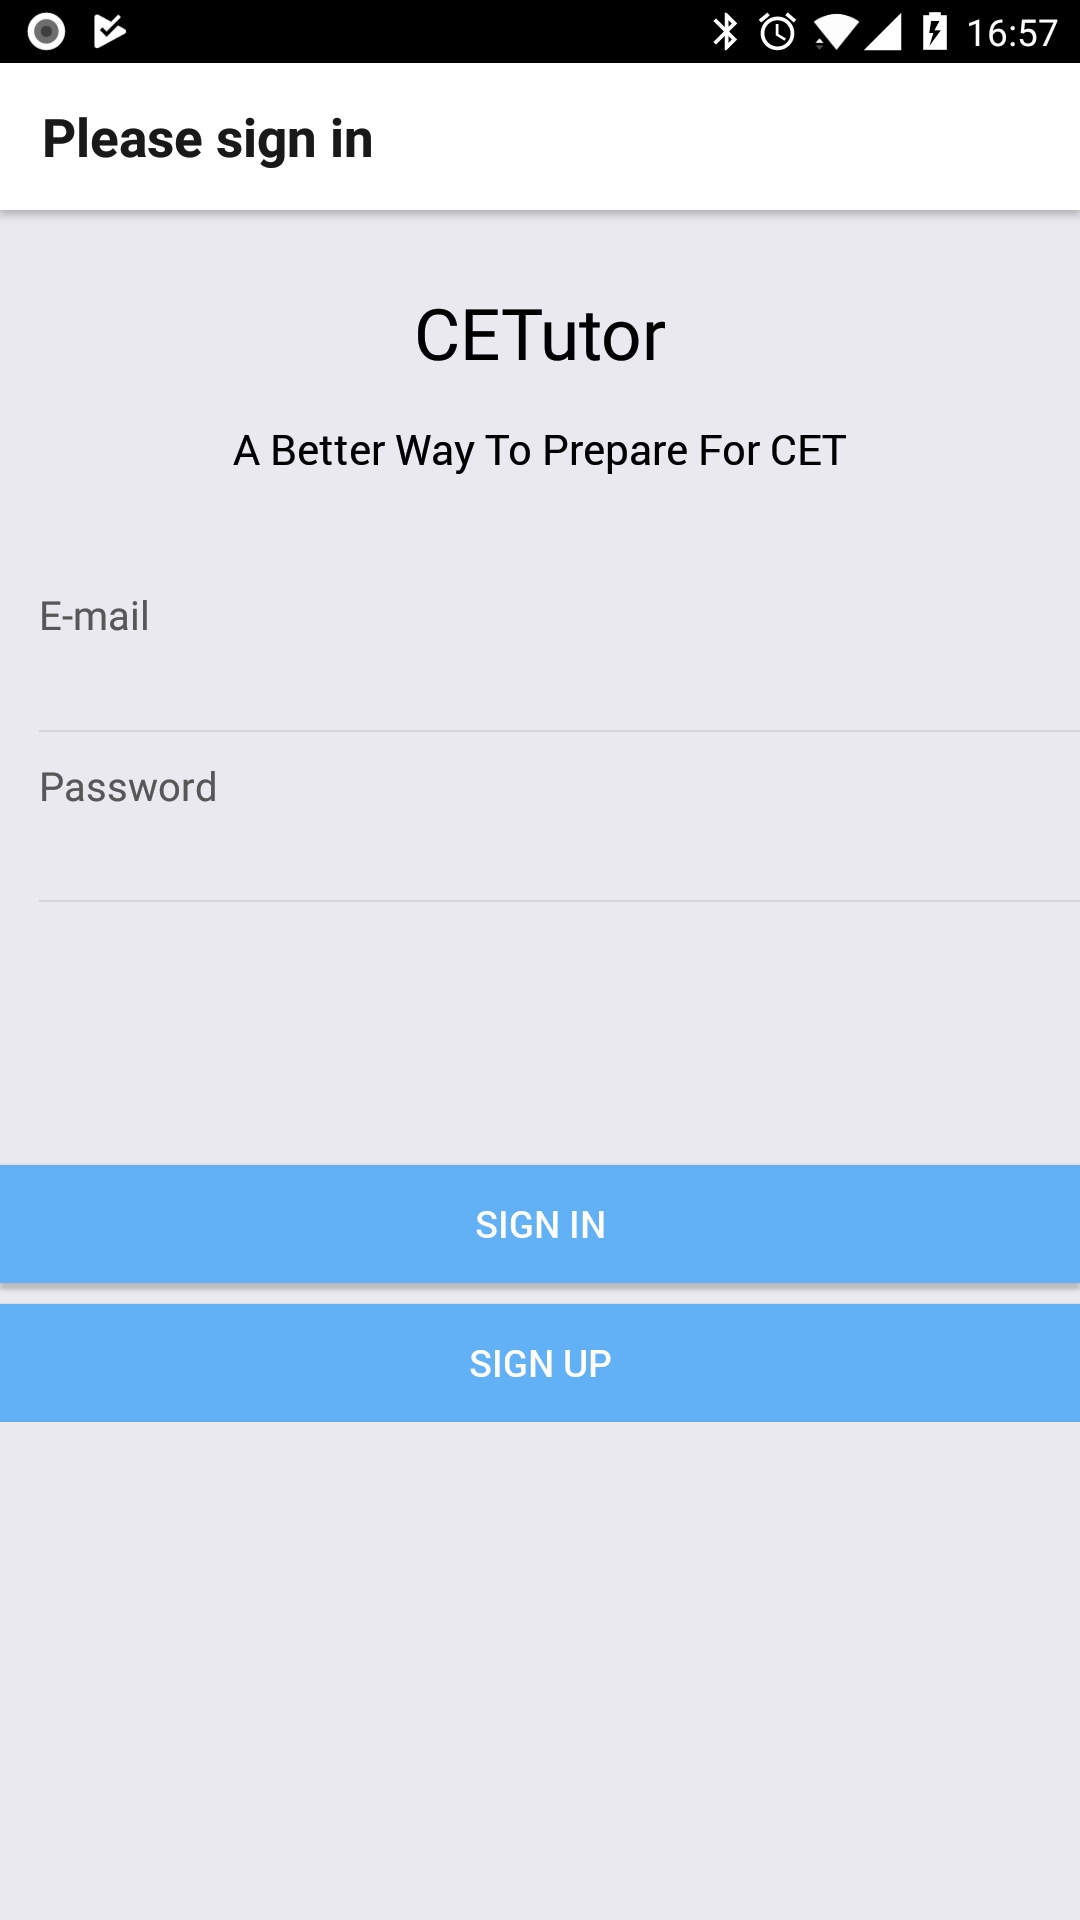 16:57
Please sign in
CETutor
A Better Way To Prepare For CET
E-mail
Password
SIGN IN
SIGN UP